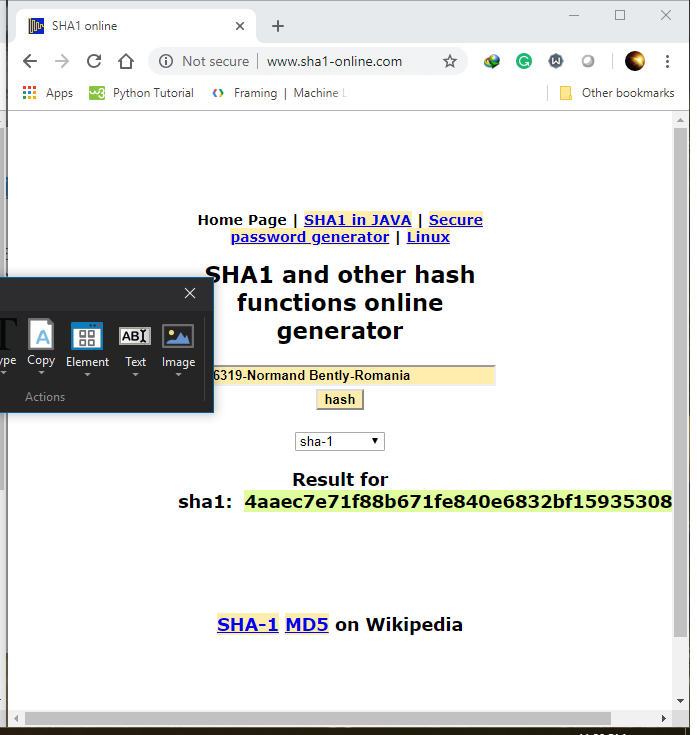 SHA1 online
Not secure | www.sha1-online.com
Apps Python Tutorial Framing | Machine Other bookmarks
Home Page | SHA1 in JAVA | Secure
password generator | Linux
SHA1 and other hash
functions online
generator
6319-Normand Bently-Romania
hash
sha-1
Result for
sha1: 4aaec7e71f88b671fe840e6832bf15935308
ype Copy Element Text Image
Actions
SHA-1 MD5 on Wikipedia